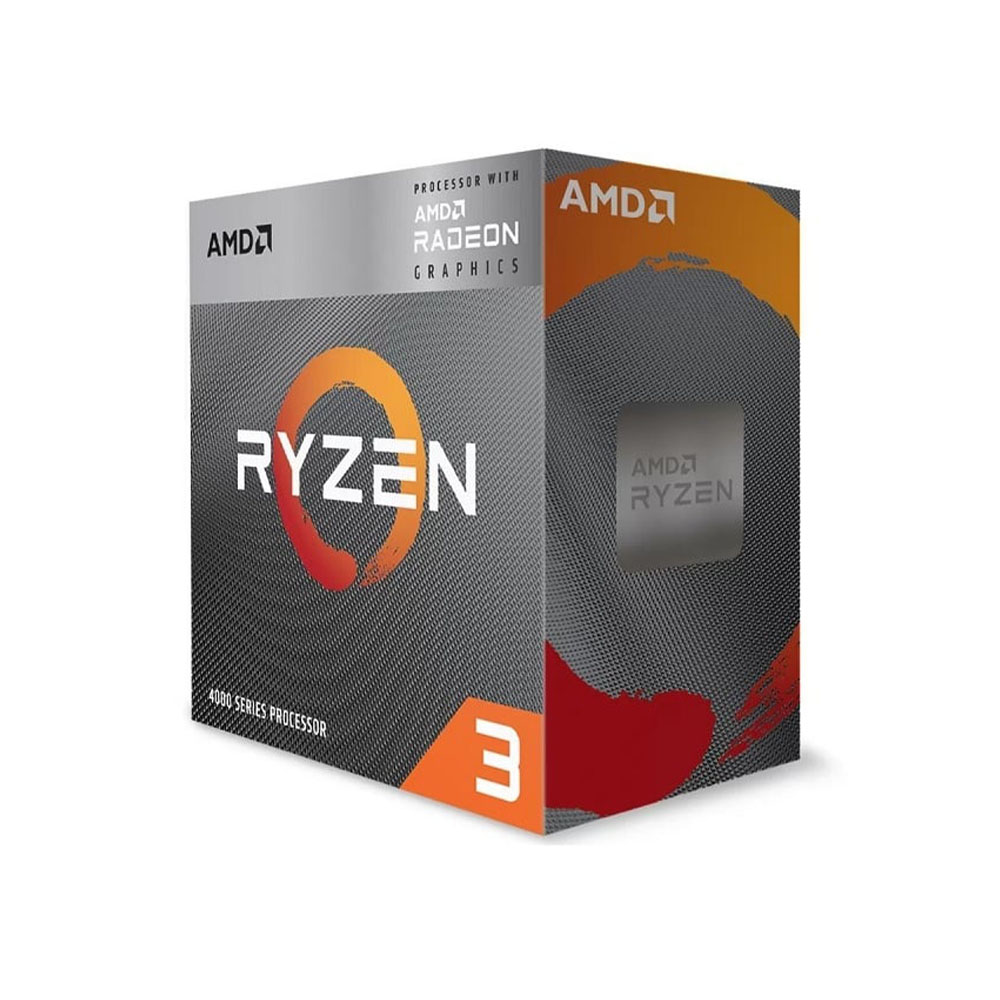 AMD
PROCESSOR WITH
AMD
RADEON
GRAPHICS
RYZEN
4000 SERIES PROCESSOR
3
AMD
AMD
RYZEN